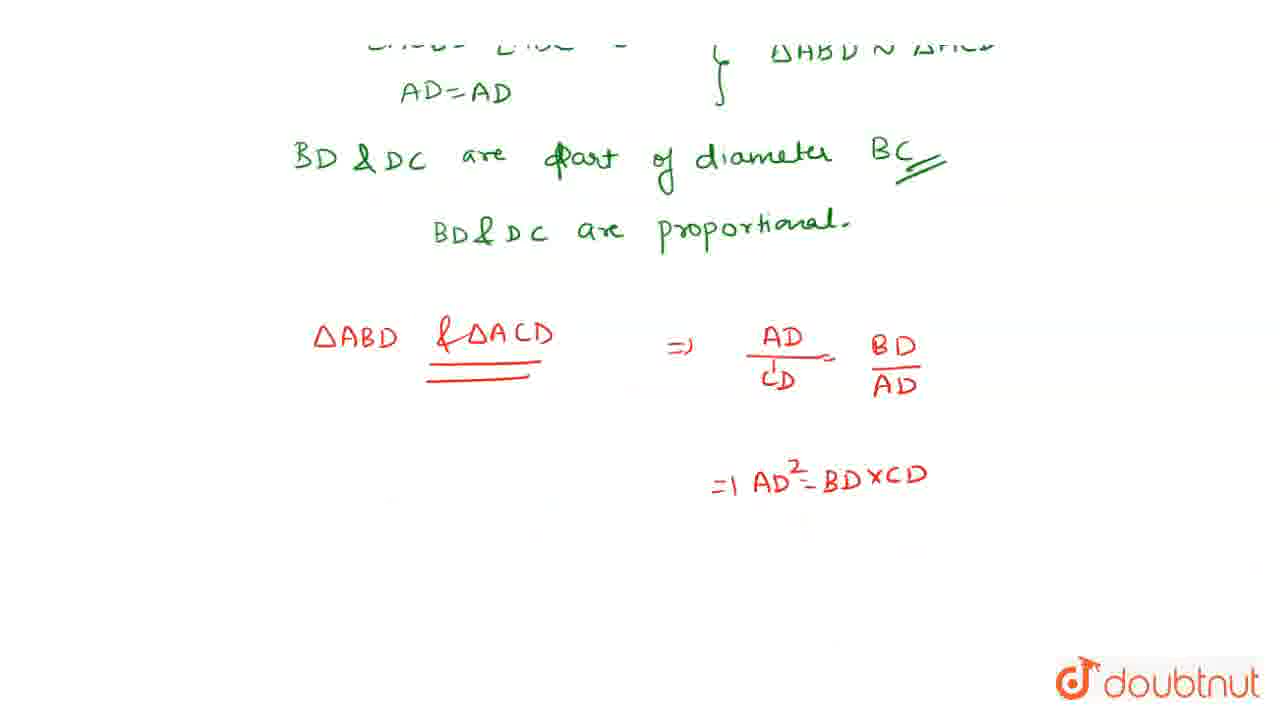 ΔABD ~ ΔACD
AD=AD
BD & DC are part of diameter BC
BD & DC are proportional.
ΔABD & ΔACD ⇒ AD/CD = BD/AD
⇒ AD² = BD×CD
doubtnut